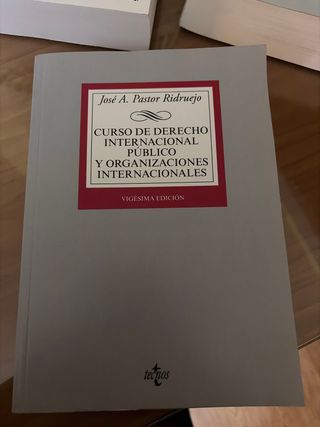 José A. Pastor Ridruejo
CURSO DE DERECHO
INTERNACIONAL
PÚBLICO
Y ORGANIZACIONES
INTERNACIONALES
VIGÉSIMA EDICIÓN
tecnos